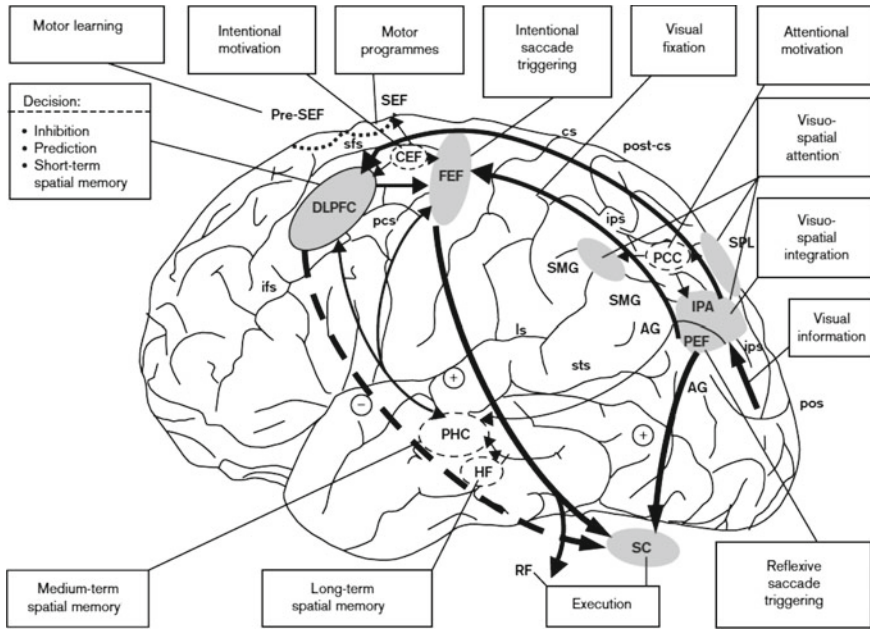 Motor learning
Intentional
motivation
Motor
programmes
Intentional
saccade
triggering
Visual
fixation
Attentional
motivation
Decision:
• Inhibition
• Prediction
• Short-term
spatial memory
Pre-SEF
SEF
sfs
CEF
FEF
cs
post-cs
Visuo-
spatial
attention
DLPFC
pcs
ips
SPL
PCC
SMG
Visuo-
spatial
integration
ifs
SMG
IPA
AG
PEF
ips
Visual
information
ls
sts
AG
pos
+
−
PHC
+
HF
SC
RF
Medium-term
spatial memory
Long-term
spatial memory
Execution
Reflexive
saccade
triggering